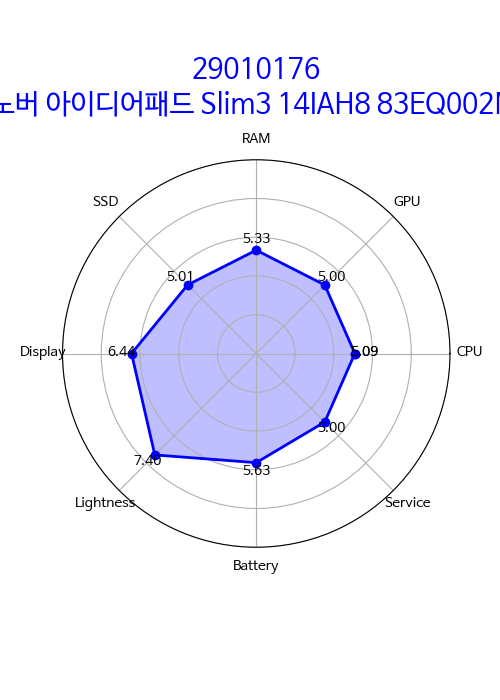 29010176
노버 아이디어패드 Slim3 14IAH8 83EQ002
RAM
SSD
GPU
5.33
5.01
5.00
Display
6.44
5.09
CPU
5.00
7.40
5.63
Lightness
Service
Battery